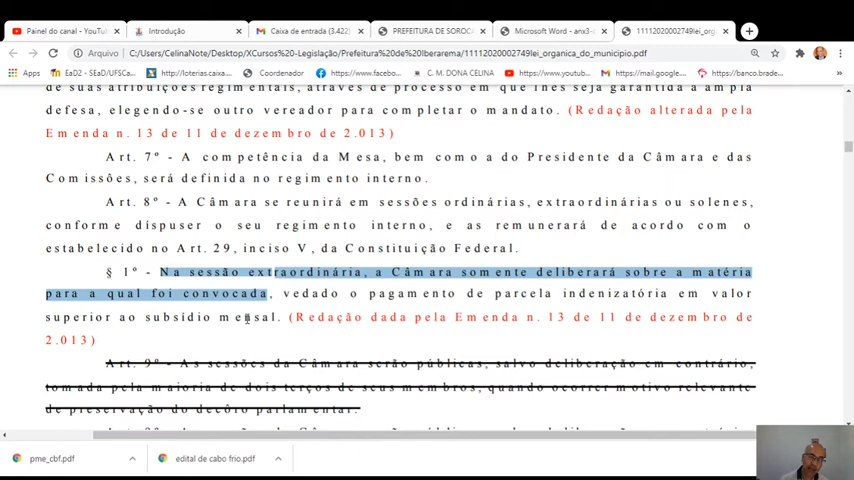 Painel do canal - YouTube
Introdução
Caixa de entrada (3.422)
PREFEITURA DE SOROC
Microsoft Word - anx3-
11112020002749lei_org
Arquivo
C:/Users/CelinaNote/Desktop/XCursos%20-Legislação/Prefeitura%20de%20Iberarema/11112020002749lei_organica_do_municipio.pdf
EaD2 - SEaD/UFSCa...
http://loterias.caixa...
Coordenador
https://www.facebo...
C. M. DONA CELINA
https://www.youtub...
https://mail.google...
https://banco.brade...
de suas atribuições regimentais, através de processo em que lhes seja garantida a ampla
defesa, elegendo-se outro vereador para completar o mandato. (Redação alterada pela
Emenda n. 13 de 11 de dezembro de 2.013)
Art. 7º - A competência da Mesa, bem como a do Presidente da Câmara e das
Comissões, será definida no regimento interno.
Art. 8º - A Câmara se reunirá em sessões ordinárias, extraordinárias ou solenes,
conforme dispuser o seu regimento interno, e as remunerará de acordo com o
estabelecido no Art. 29, inciso V, da Constituição Federal.
§ 1º - Na sessão extraordinária, a Câmara somente deliberará sobre a matéria
para a qual foi convocada, vedado o pagamento de parcela indenizatória em valor
superior ao subsídio mensal. (Redação dada pela Emenda n. 13 de 11 de dezembro de
2.013)
Art. 9º - As sessões da Câmara serão públicas, salvo deliberação em contrário,
tomada pela maioria de dois terços de seus membros, quando ocorrer motivo relevante
de preservação do decôro parlamentar.
pme_cbf.pdf
edital de cabo frio.pdf